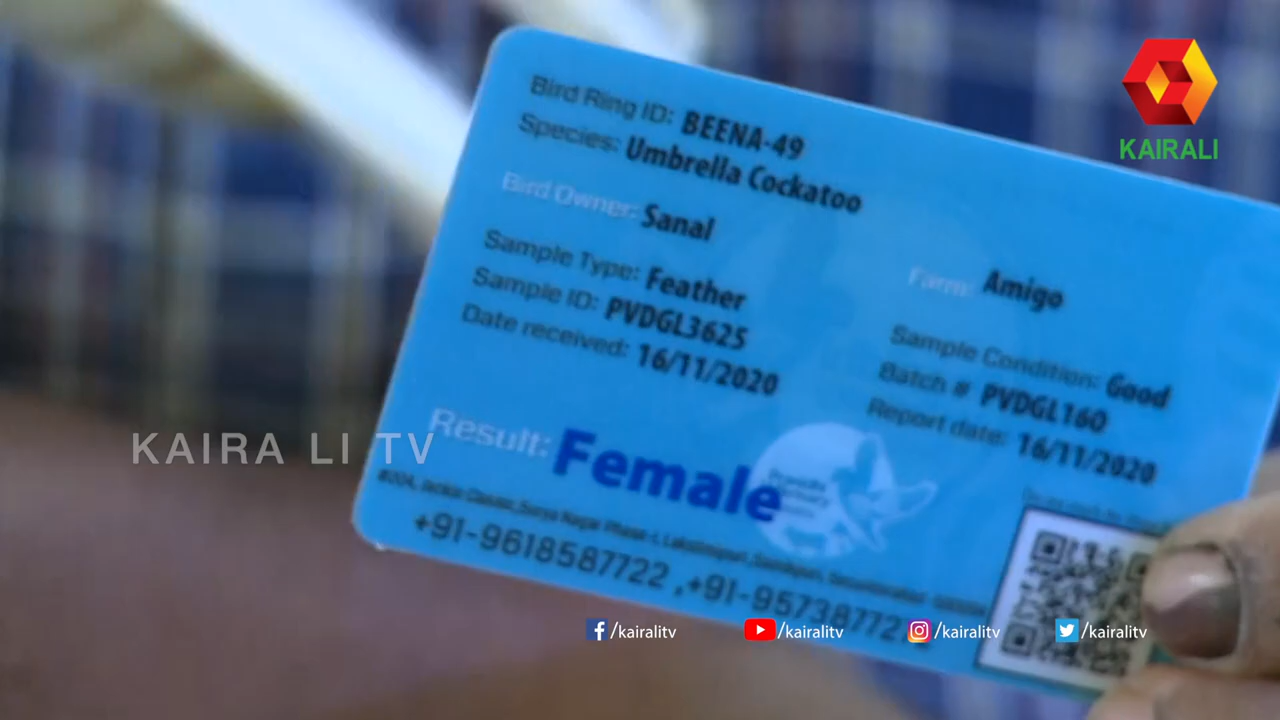 KAIRALI
Bird Ring ID: BEENA-49
Species: Umbrella Cockatoo
Bird Owner: Sanal
Farm: Amigo
Sample Type: Feather
Sample Condition: Good
Sample ID: PVDGL3625
Batch # PVDGL160
Date received: 16/11/2020
Report date: 16/11/2020
Result: Female
KAIRA LI TV
+91-9618587722 ,+91-957387772
/kairalitv
/kairalitv
/kairalitv
/kairalitv